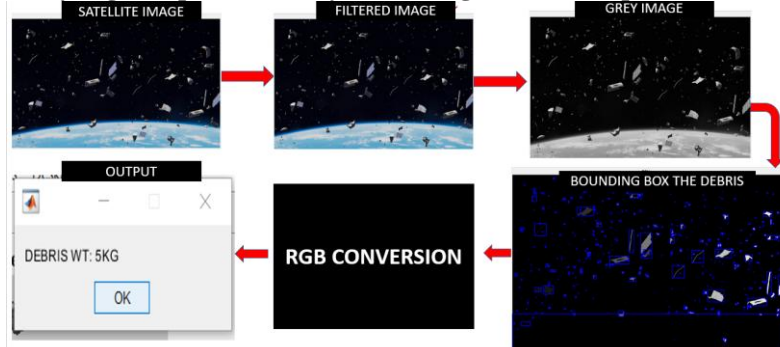 SATELLITE IMAGE
FILTERED IMAGE
GREY IMAGE
OUTPUT
DEBRIS WT: 5KG
OK
RGB CONVERSION
BOUNDING BOX THE DEBRIS